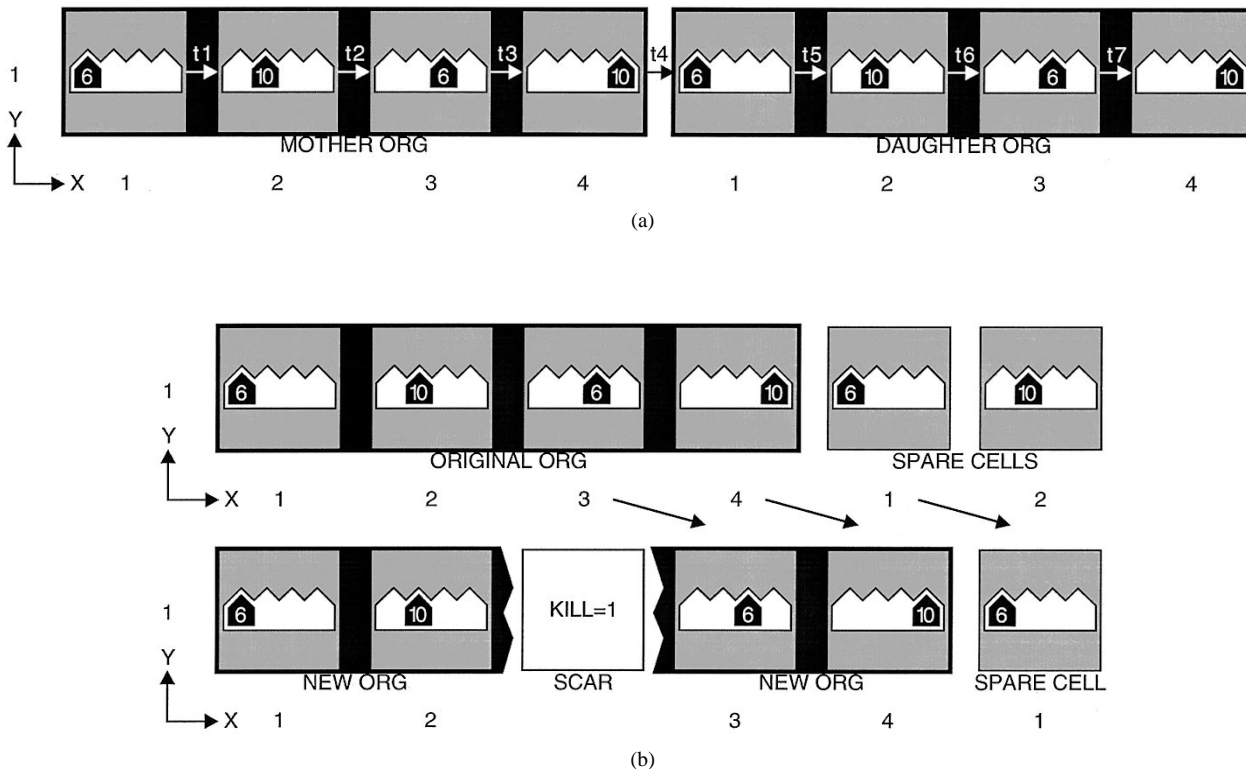 t1 t2 t3 t4 t5 t6 t7
6 10 6 10 6 10 6 10
1
Y
MOTHER ORG DAUGHTER ORG
X 1 2 3 4 1 2 3 4
(a)
6 10 6 10 6 10
1
Y
ORIGINAL ORG SPARE CELLS
X 1 2 3 4 1 2
6 10 KILL=1 6 10 6
1
Y
NEW ORG SCAR NEW ORG SPARE CELL
X 1 2 3 4 1
(b)